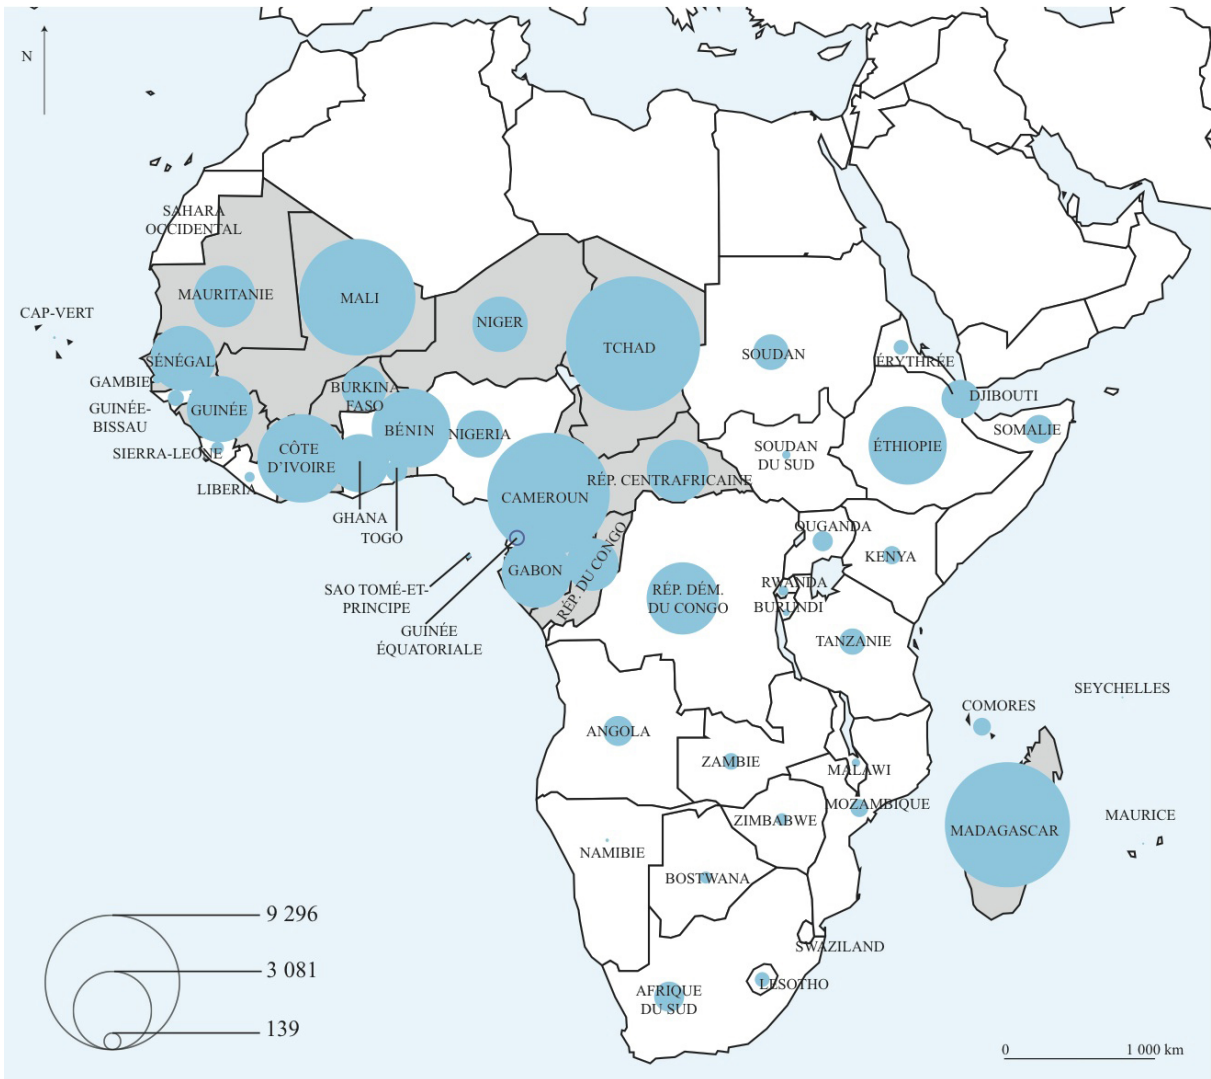 N
SAHARA
OCCIDENTAL
MAURITANIE
MALI
NIGER
TCHAD
SOUDAN
ÉRYTHRÉE
CAP-VERT
SÉNÉGAL
GAMBIE
GUINÉE-
BISSAU
GUINÉE
SIERRA-LEONE
LIBERIA
CÔTE
D'IVOIRE
BURKINA
FASO
BÉNIN
NIGERIA
GHANA
TOGO
CAMEROUN
RÉP. CENTRAFRICAINE
SOUDAN
DU SUD
ÉTHIOPIE
DJIBOUTI
SOMALIE
OUGANDA
KENYA
GABON
RÉP. DU CONGO
SAO TOMÉ-ET-
PRINCIPE
GUINÉE
ÉQUATORIALE
RÉP. DÉM.
DU CONGO
RWANDA
BURUNDI
TANZANIE
SEYCHELLES
COMORES
ANGOLA
ZAMBIE
MALAWI
MOZAMBIQUE
ZIMBABWE
MADAGASCAR
MAURICE
NAMIBIE
BOSTWANA
SWAZILAND
LESOTHO
AFRIQUE
DU SUD
9 296
3 081
139
0 1 000 km